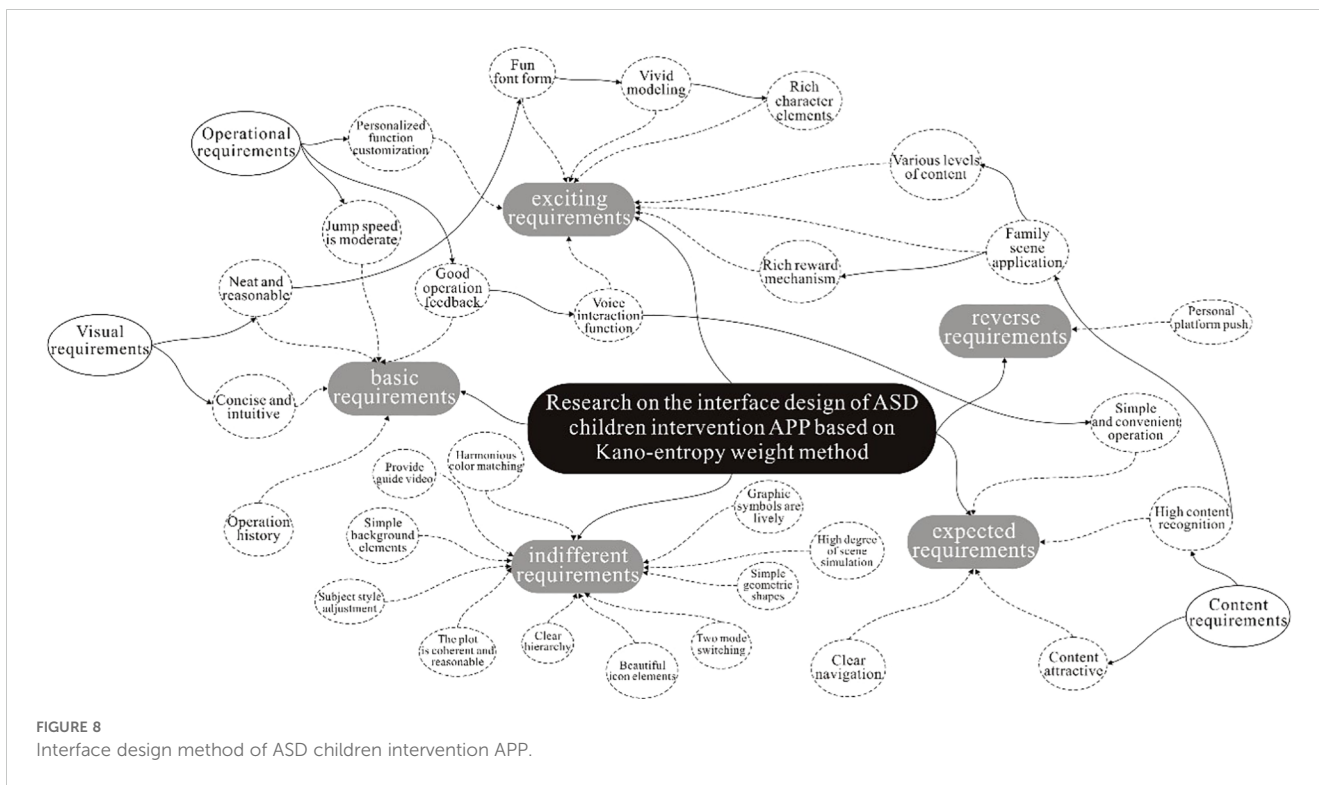 Fun
font form
Vivid
modeling
Rich
character
elements
Operational
requirements
Personalized
function
customization
Various levels
of content
exciting
requirements
Jump speed
is moderate
Family
scene
application
Neat and
reasonable
Good
operation
feedback
Rich reward
mechanism
Voice
interaction
function
Visual
requirements
reverse
requirements
Personal
platform push
basic
requirements
Concise and
intuitive
Research on the interface design of ASD
children intervention APP based on
Kano-entropy weight method
Simple
and convenient
operation
Harmonious
color matching
Provide
guide video
Graphic
symbols are
lively
Operation
history
Simple
background
elements
High content
recognition
expected
requirements
High degree
of scene
simulation
indifferent
requirements
Simple
geometric
shapes
Subject style
adjustment
Content
requirements
The plot
is coherent and
reasonable
Clear
hierarchy
Two mode
switching
Beautiful
icon elements
Clear
navigation
Content
attractive
FIGURE 8
Interface design method of ASD children intervention APP.